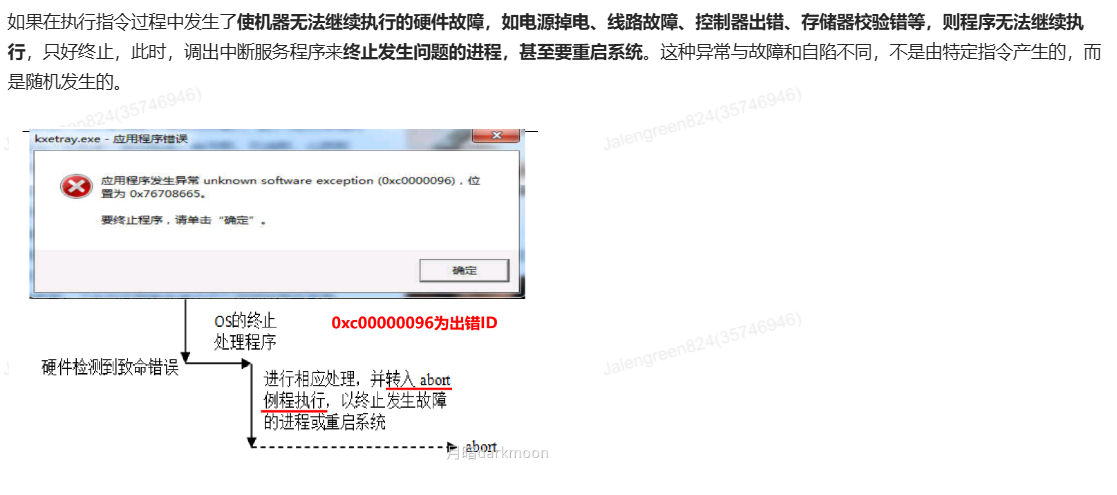 如果在执行指令过程中发生了使机器无法继续执行的硬件故障，如电源掉电、线路故障、控制器出错、存储器校验错等，则程序无法继续执
行，只好终止，此时，调出中断服务程序来终止发生问题的进程，甚至要重启系统。这种异常与故障和自陷不同，不是由特定指令产生的，而
是随机发生的。
Jalengreen824(35746946)
kxetray.exe - 应用程序错误
应用程序发生异常 unknown software exception (0xc0000096)，位
置为 0x76708665。
要终止程序，请单击“确定”。
确定
OS的终止
处理程序
0xc00000096为出错ID
硬件检测到致命错误
Jalengreen824(35746946)
进行相应处理，并转入 abort
例程执行，以终止发生故障
的进程或重启系统
abort
月暗darkmoon